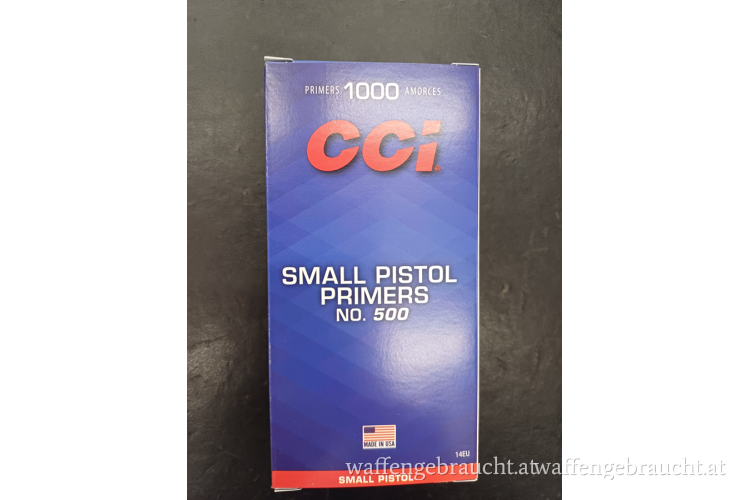 PRIMERS 1000 AMORCES
CCi
SMALL PISTOL
PRIMERS
NO. 500
MADE IN USA
14EU
SMALL PISTOL
waffengebraucht.atwaffengebraucht.at